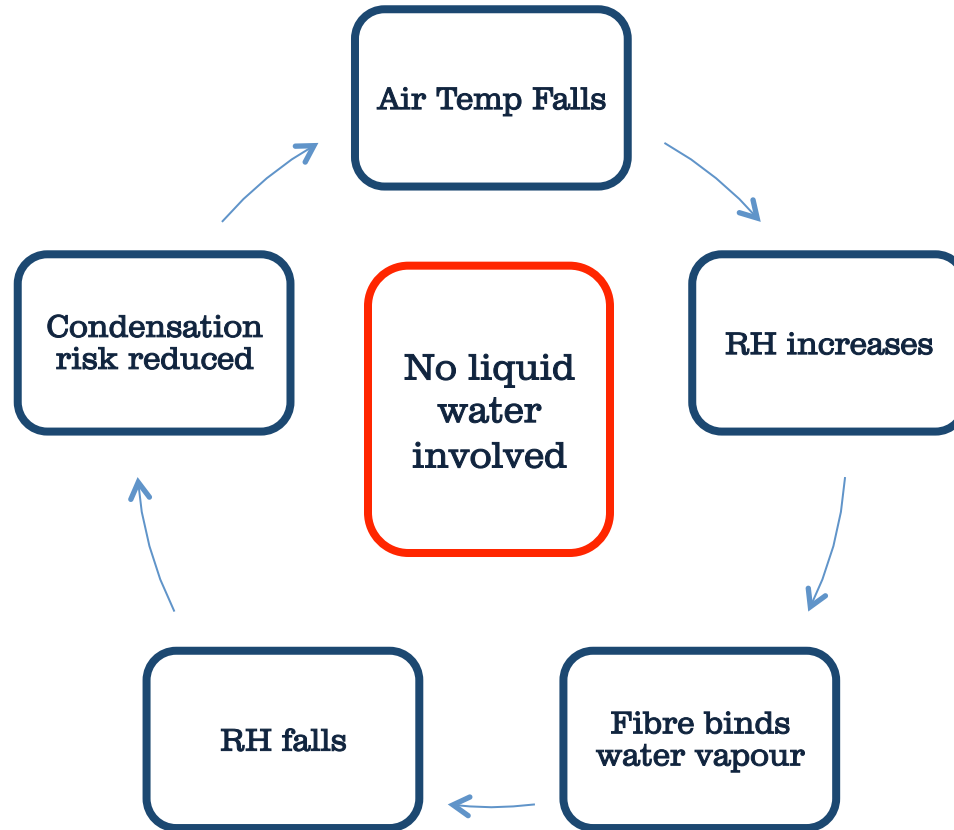 Air Temp Falls
RH increases
Fibre binds
water vapour
RH falls
Condensation
risk reduced
No liquid
water
involved